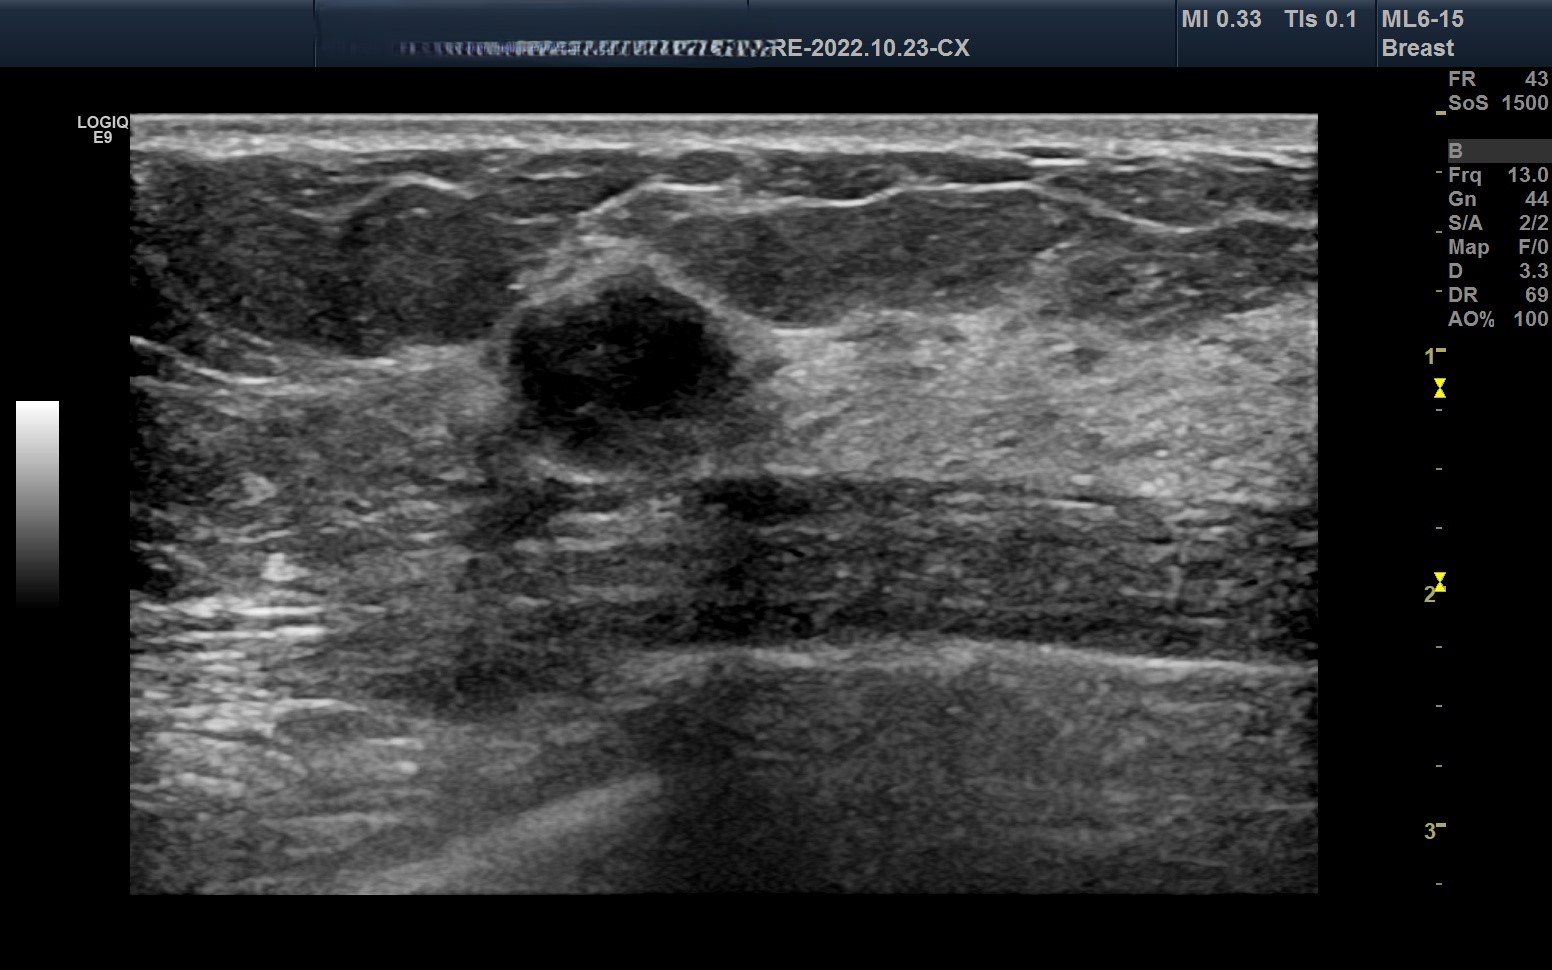 MI 0.33 TIs 0.1 ML6-15
RE-2022.10.23-CX Breast
LOGIQ
E9
FR 43
SoS 1500
B
Frq 13.0
Gn 44
S/A 2/2
Map F/0
D 3.3
DR 69
AO% 100
1
2
3